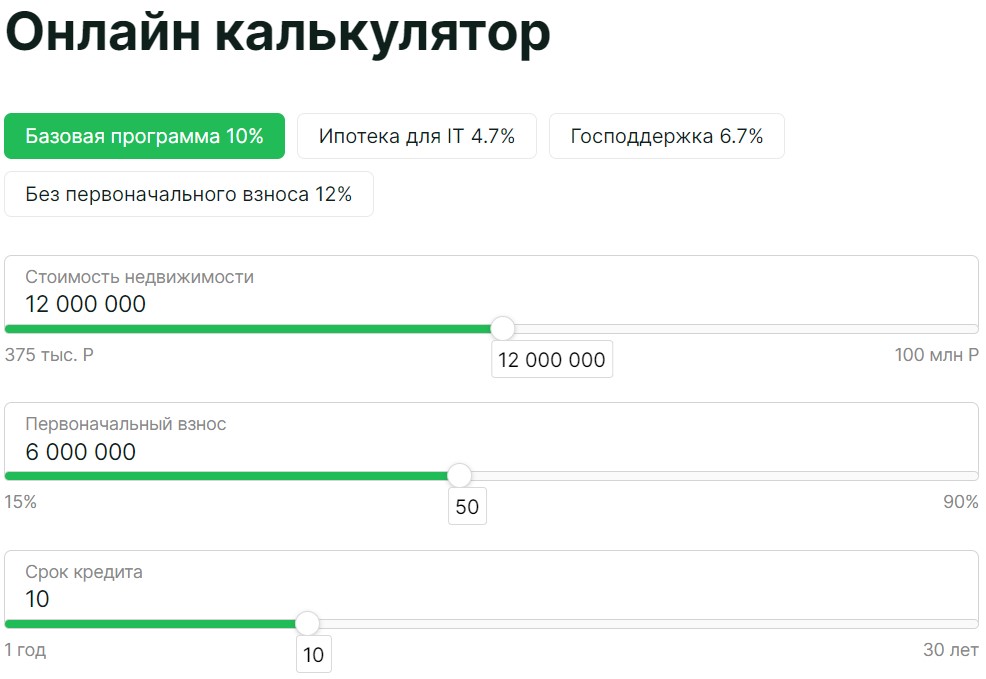 Онлайн калькулятор
Базовая программа 10%
Ипотека для IT 4.7%
Господдержка 6.7%
Без первоначального взноса 12%
Стоимость недвижимости
12 000 000
375 тыс. Р
12 000 000
100 млн Р
Первоначальный взнос
6 000 000
15%
50
90%
Срок кредита
10
1 год
10
30 лет